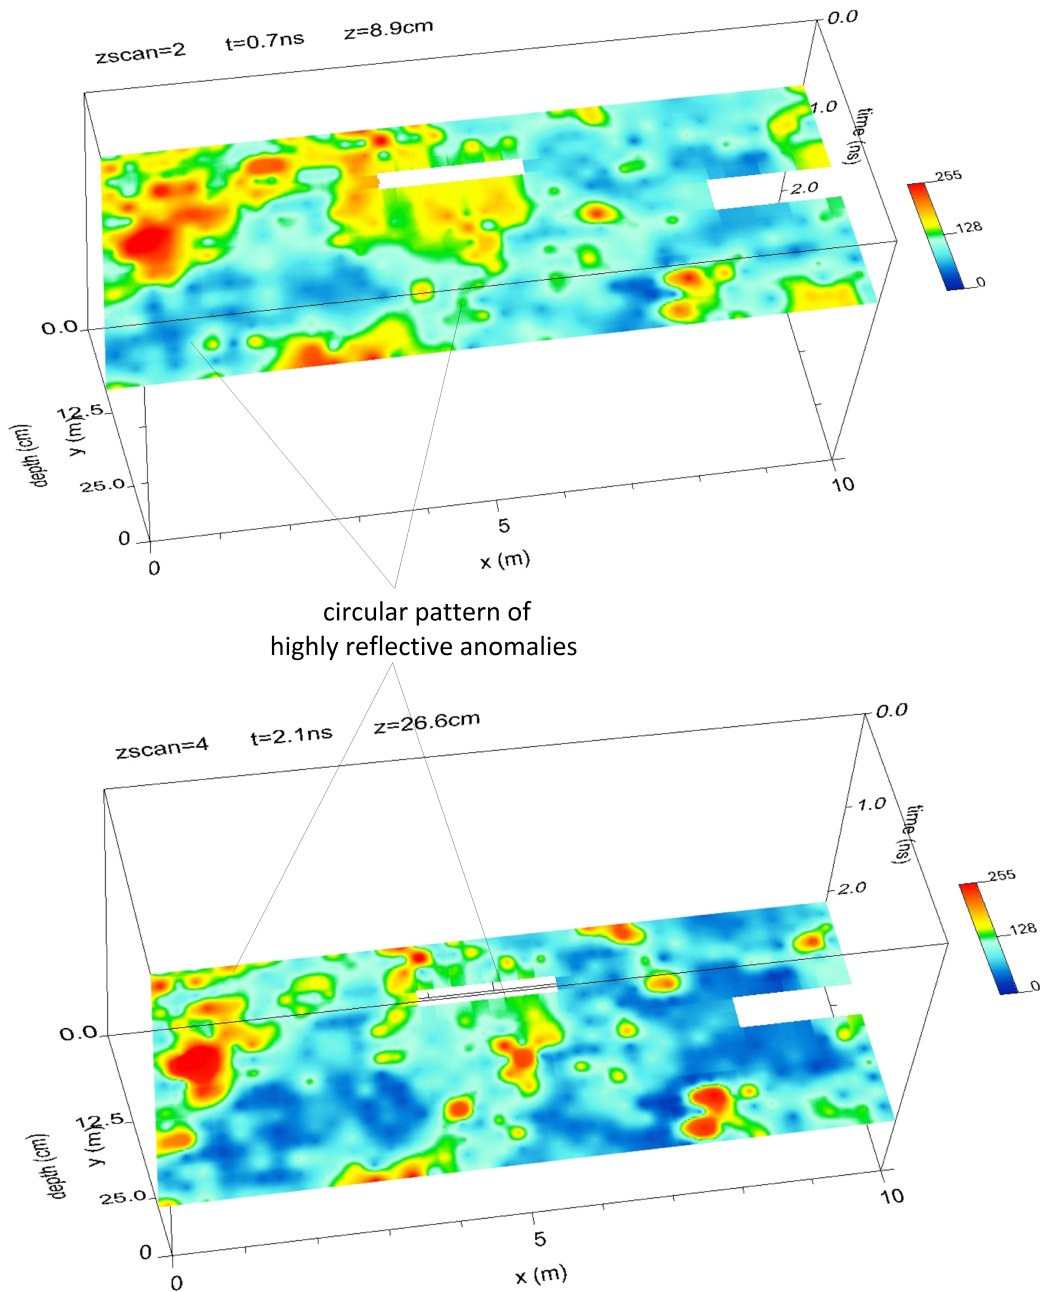 zscan=2 t=0.7ns z=8.9cm
0.0
1.0
time (ns)
2.0
255
128
0
0.0
12.5
y (m)
depth (cm)
25.0
0
0
5
10
x (m)
circular pattern of
highly reflective anomalies
zscan=4 t=2.1ns z=26.6cm
0.0
1.0
time (ns)
2.0
255
128
0
0.0
12.5
y (m)
depth (cm)
25.0
0
0
5
10
x (m)